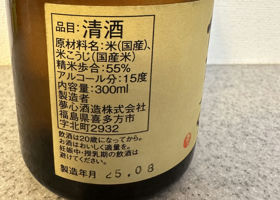 品目：清酒
原材料名：米(国産)、
米こうじ(国産米)
精米歩合：55%
アルコール分：15度
内容量：300ml
製造者
夢心酒造株式会社
福島県喜多方市
字北町2932
飲酒は20歳になってから。
お酒はおいしく適量を。
妊娠中・授乳期の飲酒は
避けてください。
製造年月 25.08